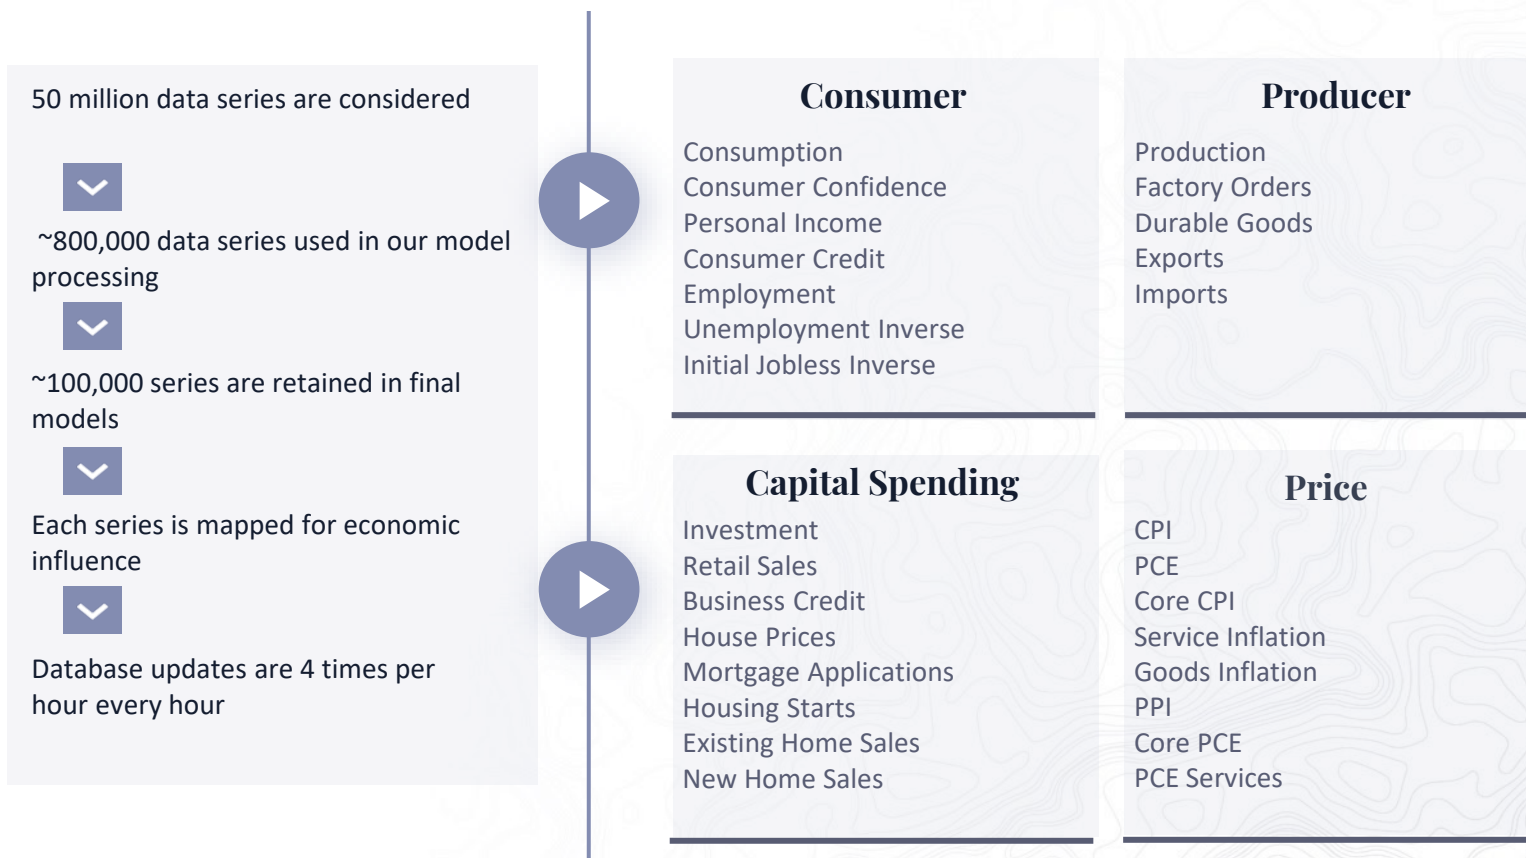 50 million data series are considered
~800,000 data series used in our model
processing
~100,000 series are retained in final
models
Each series is mapped for economic
influence
Database updates are 4 times per
hour every hour
Consumer
Consumption
Consumer Confidence
Personal Income
Consumer Credit
Employment
Unemployment Inverse
Initial Jobless Inverse
Producer
Production
Factory Orders
Durable Goods
Exports
Imports
Capital Spending
Investment
Retail Sales
Business Credit
House Prices
Mortgage Applications
Housing Starts
Existing Home Sales
New Home Sales
Price
CPI
PCE
Core CPI
Service Inflation
Goods Inflation
PPI
Core PCE
PCE Services